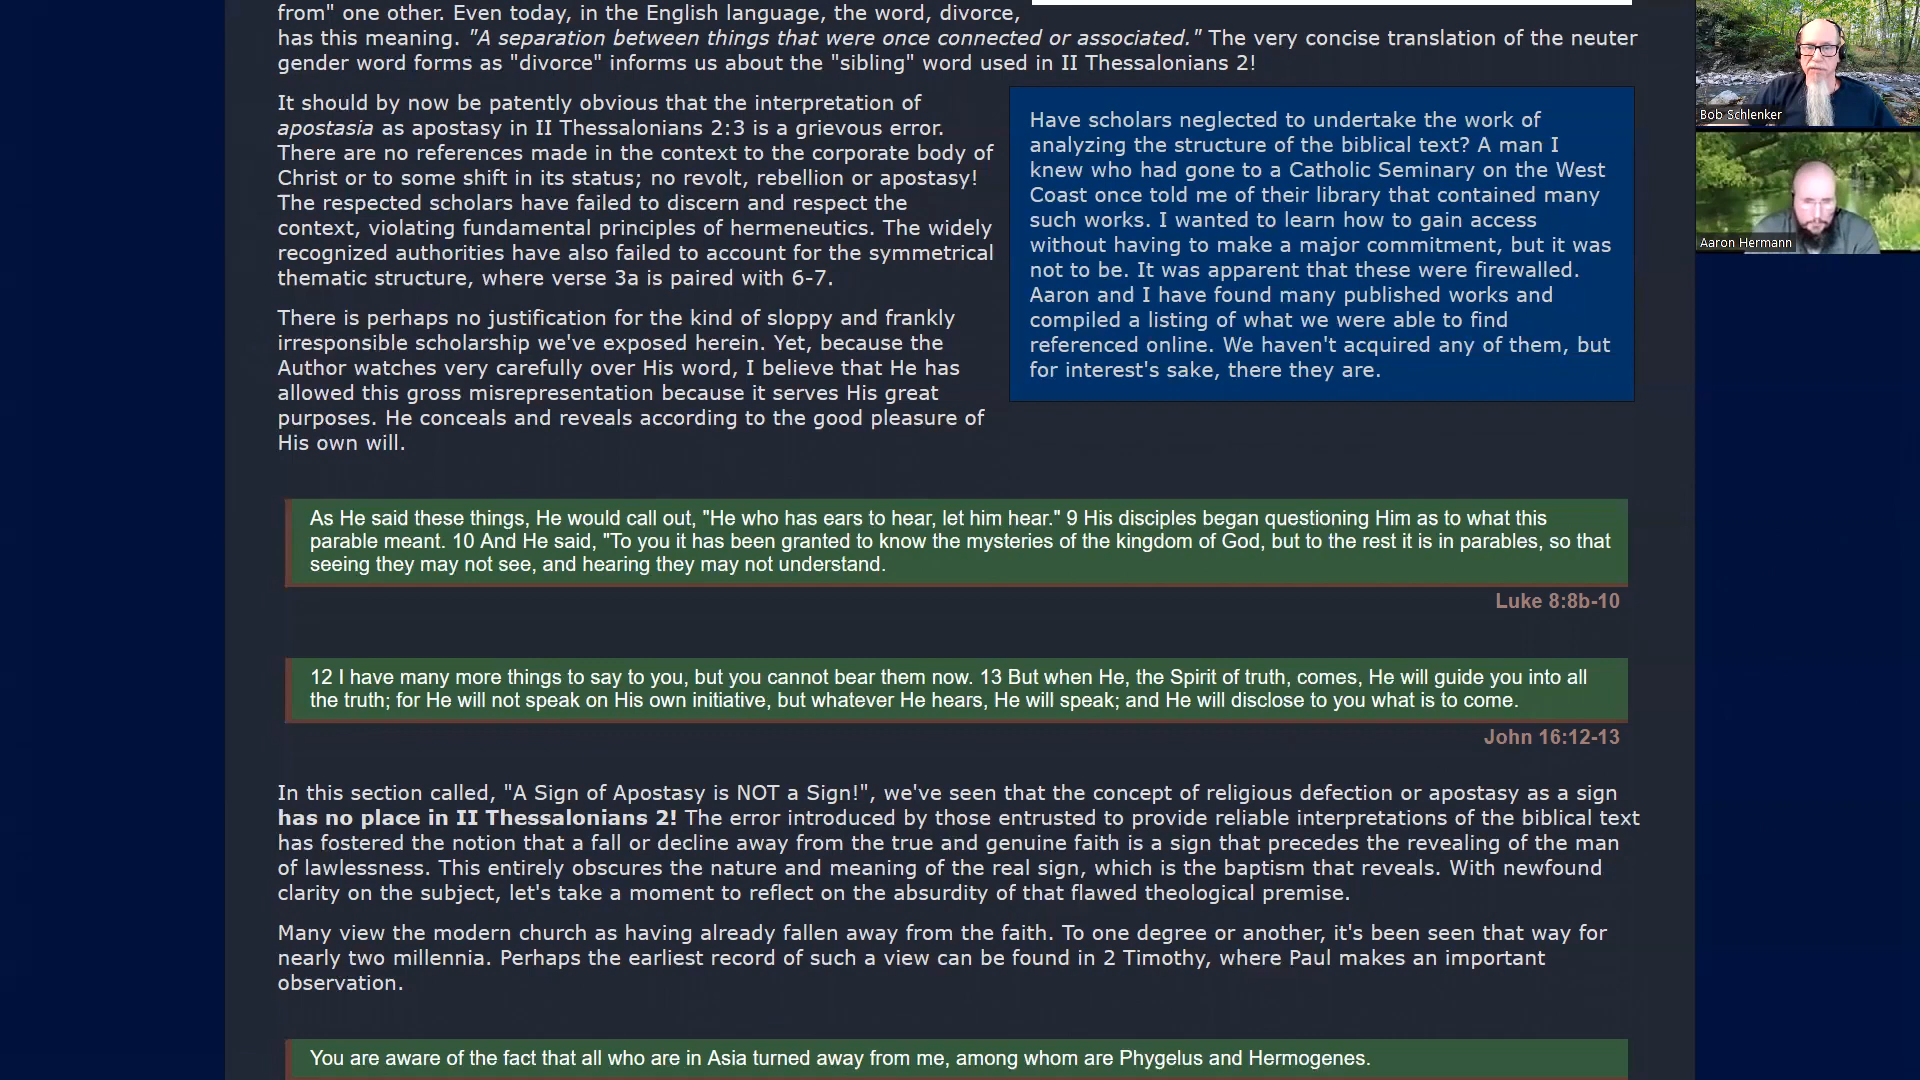 from" one other. Even today, in the English language, the word, divorce,
has this meaning. "A separation between things that were once connected or associated." The very concise translation of the neuter
gender word forms as "divorce" informs us about the "sibling" word used in II Thessalonians 2!
It should by now be patently obvious that the interpretation of
apostasia as apostasy in II Thessalonians 2:3 is a grievous error.
There are no references made in the context to the corporate body of
Christ or to some shift in its status; no revolt, rebellion or apostasy!
The respected scholars have failed to discern and respect the
context, violating fundamental principles of hermeneutics. The widely
recognized authorities have also failed to account for the symmetrical
thematic structure, where verse 3a is paired with 6-7.
There is perhaps no justification for the kind of sloppy and frankly
irresponsible scholarship we've exposed herein. Yet, because the
Author watches very carefully over His word, I believe that He has
allowed this gross misrepresentation because it serves His great
purposes. He conceals and reveals according to the good pleasure of
His own will.
Have scholars neglected to undertake the work of
analyzing the structure of the biblical text? A man I
knew who had gone to a Catholic Seminary on the West
Coast once told me of their library that contained many
such works. I wanted to learn how to gain access
without having to make a major commitment, but it was
not to be. It was apparent that these were firewalled.
Aaron and I have found many published works and
compiled a listing of what we were able to find
referenced online. We haven't acquired any of them, but
for interest's sake, there they are.
As He said these things, He would call out, "He who has ears to hear, let him hear." 9 His disciples began questioning Him as to what this
parable meant. 10 And He said, "To you it has been granted to know the mysteries of the kingdom of God, but to the rest it is in parables, so that
seeing they may not see, and hearing they may not understand.
Luke 8:8b-10
12 I have many more things to say to you, but you cannot bear them now. 13 But when He, the Spirit of truth, comes, He will guide you into all
the truth; for He will not speak on His own initiative, but whatever He hears, He will speak; and He will disclose to you what is to come.
John 16:12-13
In this section called, "A Sign of Apostasy is NOT a Sign!", we've seen that the concept of religious defection or apostasy as a sign
has no place in II Thessalonians 2! The error introduced by those entrusted to provide reliable interpretations of the biblical text
has fostered the notion that a fall or decline away from the true and genuine faith is a sign that precedes the revealing of the man
of lawlessness. This entirely obscures the nature and meaning of the real sign, which is the baptism that reveals. With newfound
clarity on the subject, let's take a moment to reflect on the absurdity of that flawed theological premise.
Many view the modern church as having already fallen away from the faith. To one degree or another, it's been seen that way for
nearly two millennia. Perhaps the earliest record of such a view can be found in 2 Timothy, where Paul makes an important
observation.
You are aware of the fact that all who are in Asia turned away from me, among whom are Phygelus and Hermogenes.
Bob Schlenker
Aaron Hermann